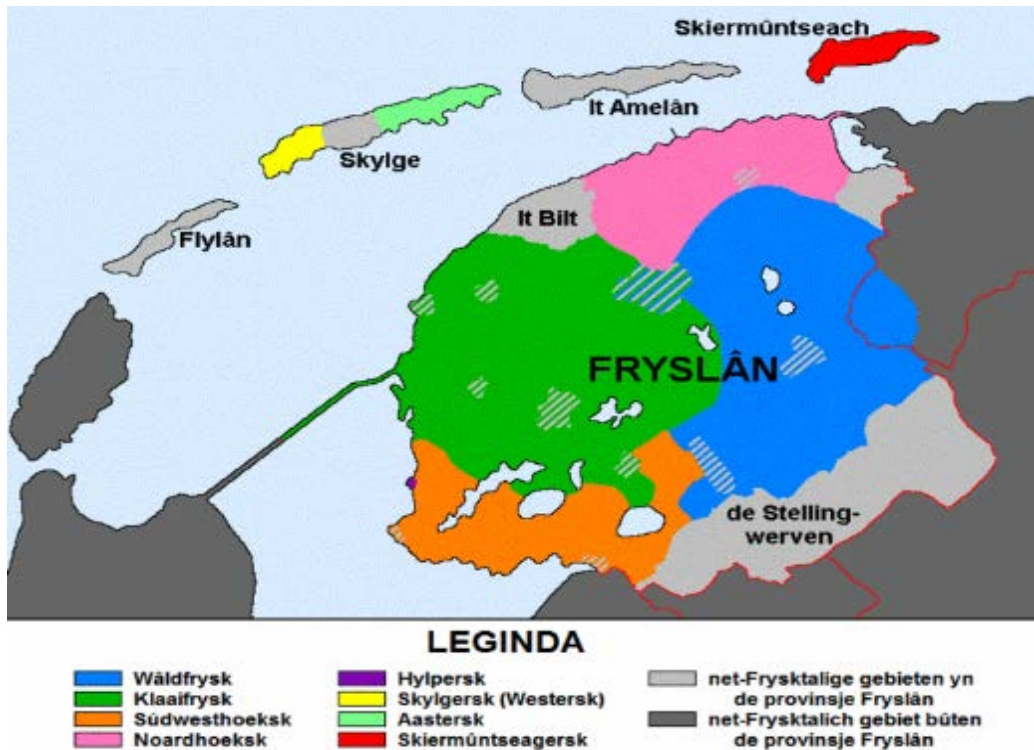 Skiermûntseach
It Amelân
Skylge
It Bilt
Flylân
FRYSLÂN
de Stelling-
werven
LEGINDA
Wâldfrysk
Klaaifrysk
Súdwesthoeksk
Noardhoeksk
Hylpersk
Skylgersk (Westersk)
Aastersk
Skiermûntseagersk
net-Frysktalige gebieten yn
de provinsje Fryslân
net-Frysktalich gebiet bûten
de provinsje Fryslân